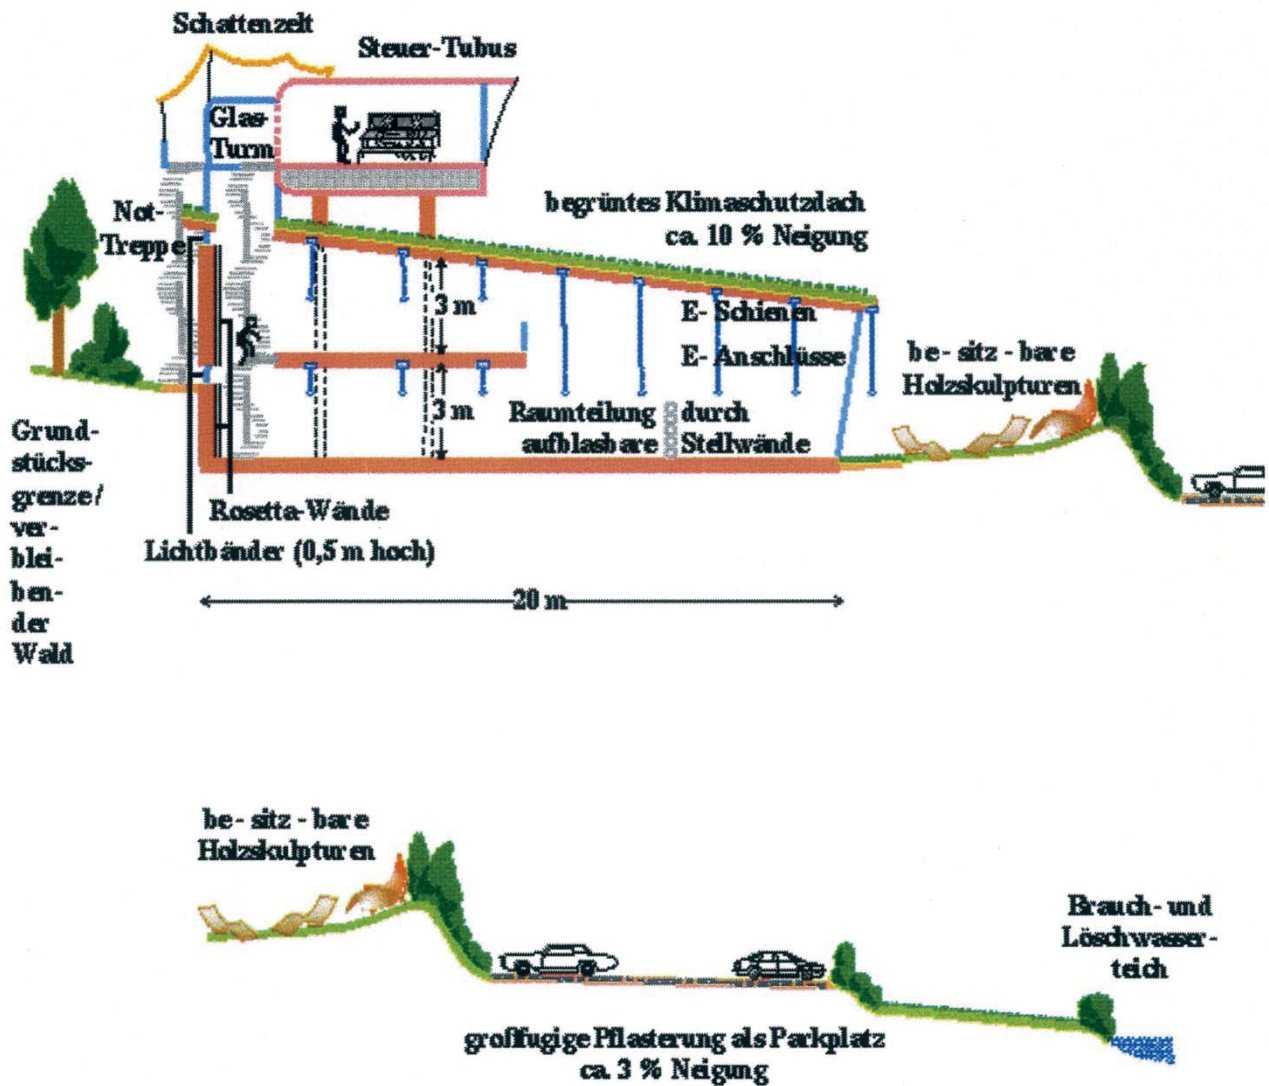 Schattenzelt
Steuer-Tubus
Glas-
Turm
Not-
Treppe
begrüntes Klimaschutzdach
ca. 10 % Neigung
3 m
E- Schienen
E- Anschlüsse
be- sitz - bare
Holzskulpturen
3 m
Raumteilung durch
aufblasbare Stellwände
Grund-
stücks-
grenze/
ver-
blei-
ben-
der
Wald
Rosetta-Wände
Lichtbänder (0,5 m hoch)
20 m
be- sitz - bare
Holzskulpturen
Brauch- und
Löschwasser-
teich
großfugige Pflasterung als Parkplatz
ca. 3 % Neigung